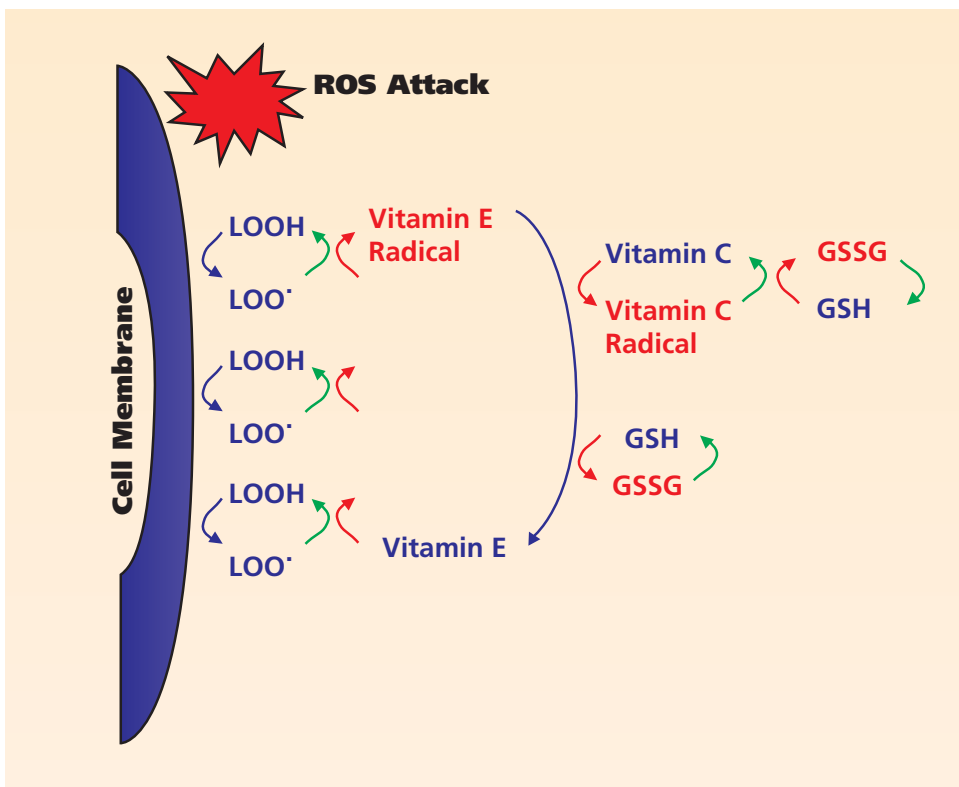 ROS Attack
Cell Membrane
LOOH
LOO˙
Vitamin E
Radical
LOOH
LOO˙
LOOH
LOO˙
Vitamin E
Vitamin C
Vitamin C
Radical
GSSG
GSH
GSH
GSSG